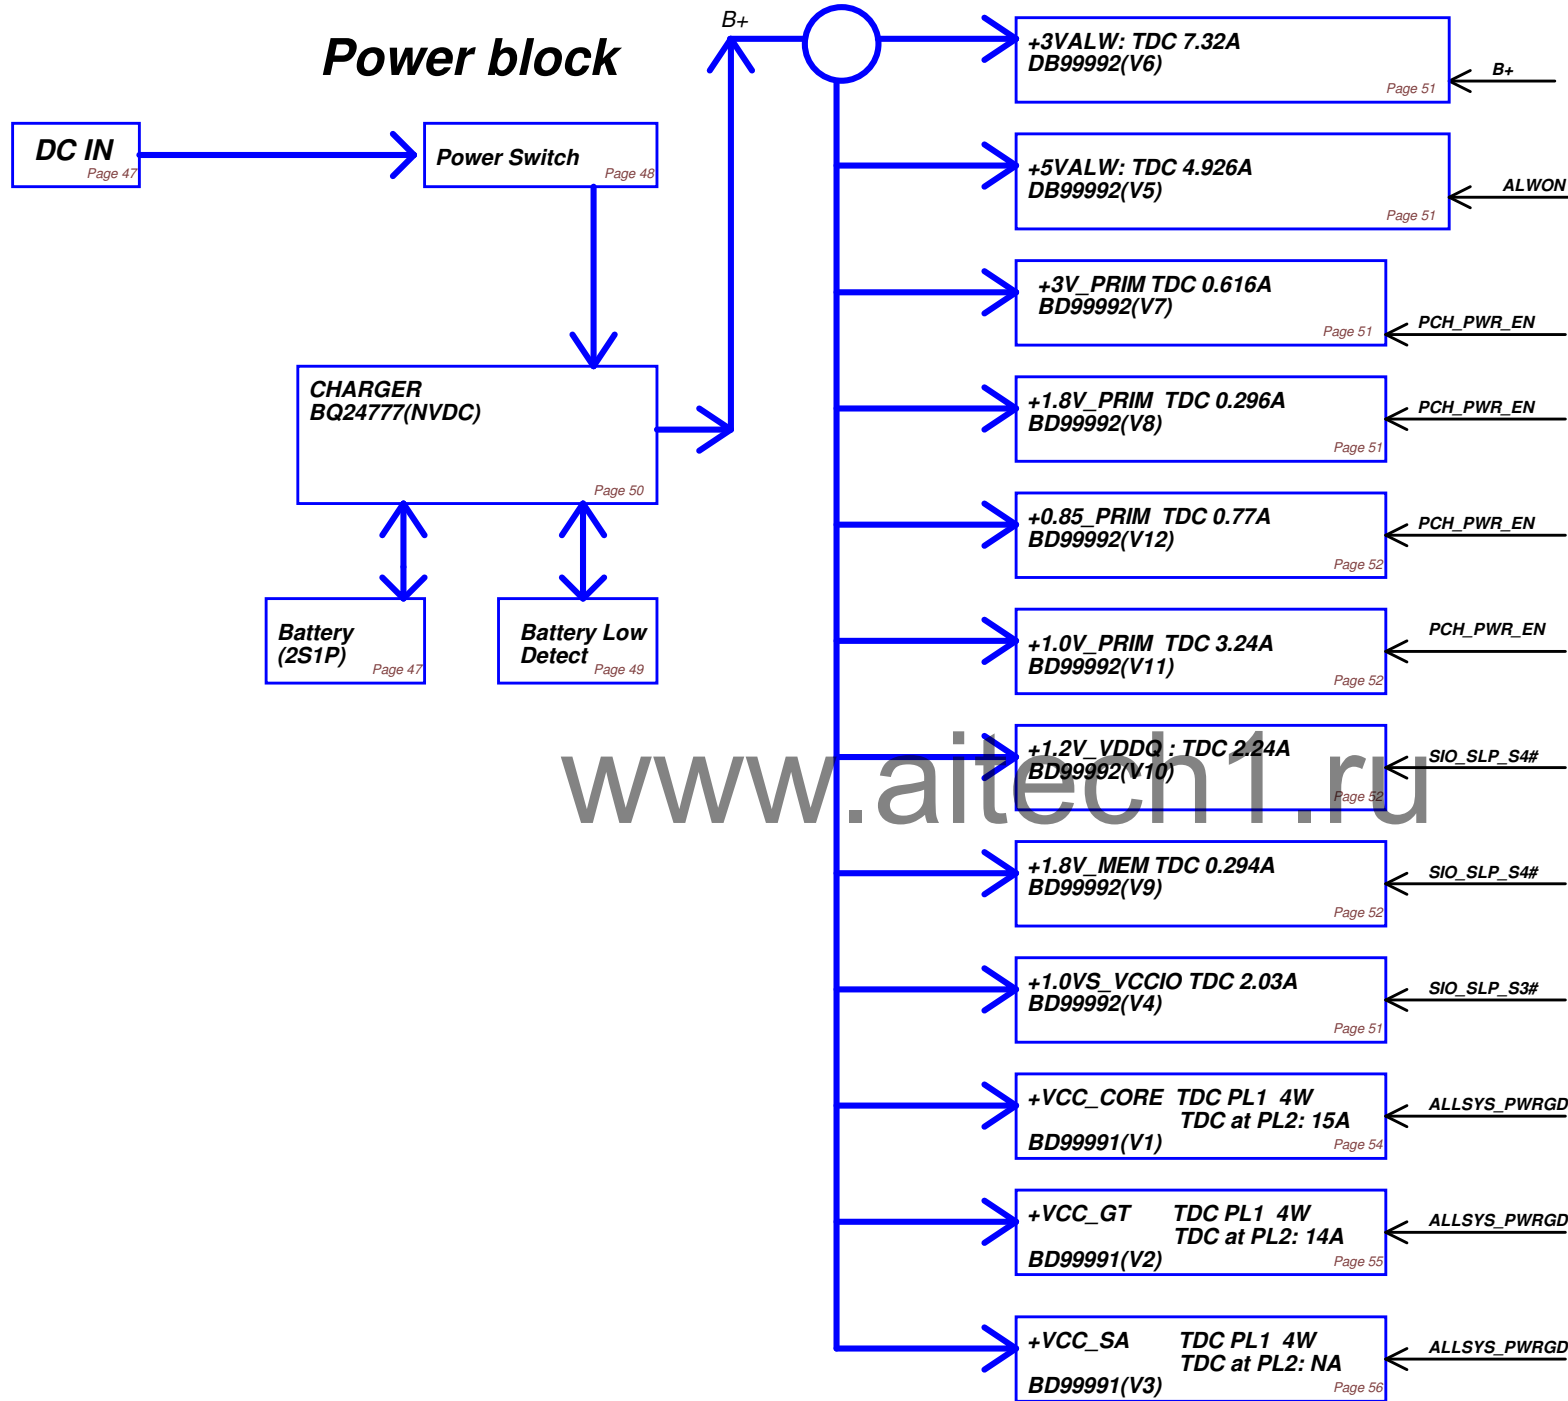 Power block
B+
DC IN
Page 47
Power Switch
Page 48
CHARGER
BQ24777(NVDC)
Page 50
Battery
(2S1P)
Page 47
Battery Low
Detect
Page 49
+3VALW: TDC 7.32A
DB99992(V6)
Page 51
B+
+5VALW: TDC 4.926A
DB99992(V5)
Page 51
ALWON
+3V_PRIM TDC 0.616A
BD99992(V7)
Page 51
PCH_PWR_EN
+1.8V_PRIM TDC 0.296A
BD99992(V8)
Page 51
PCH_PWR_EN
+0.85_PRIM TDC 0.77A
BD99992(V12)
Page 52
PCH_PWR_EN
+1.0V_PRIM TDC 3.24A
BD99992(V11)
Page 52
PCH_PWR_EN
+1.2V_VDDQ : TDC 2.24A
BD99992(V10)
Page 52
SIO_SLP_S4#
www.aitech1.ru
+1.8V_MEM TDC 0.294A
BD99992(V9)
Page 52
SIO_SLP_S4#
+1.0VS_VCCIO TDC 2.03A
BD99992(V4)
Page 51
SIO_SLP_S3#
+VCC_CORE TDC PL1 4W
TDC at PL2: 15A
BD99991(V1)
Page 54
ALLSYS_PWRGD
+VCC_GT TDC PL1 4W
TDC at PL2: 14A
BD99991(V2)
Page 55
ALLSYS_PWRGD
+VCC_SA TDC PL1 4W
TDC at PL2: NA
BD99991(V3)
Page 56
ALLSYS_PWRGD